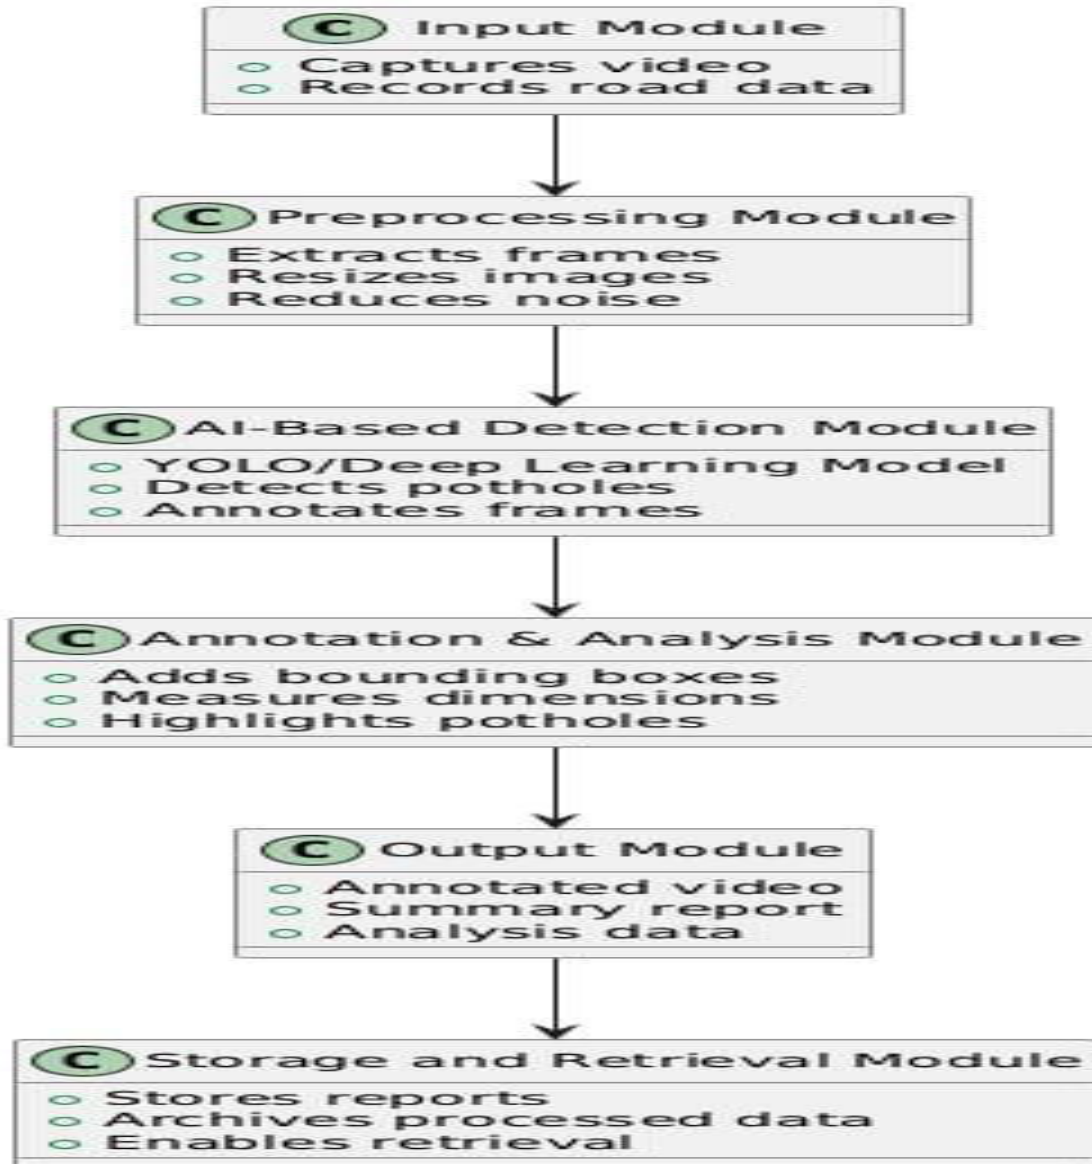 C Input Module
Captures video
Records road data
C Preprocessing Module
Extracts frames
Resizes images
Reduces noise
C AI-Based Detection Module
YOLO/Deep Learning Model
Detects potholes
Annotates frames
C Annotation & Analysis Module
Adds bounding boxes
Measures dimensions
Highlights potholes
C Output Module
Annotated video
Summary report
Analysis data
C Storage and Retrieval Module
Stores reports
Archives processed data
Enables retrieval